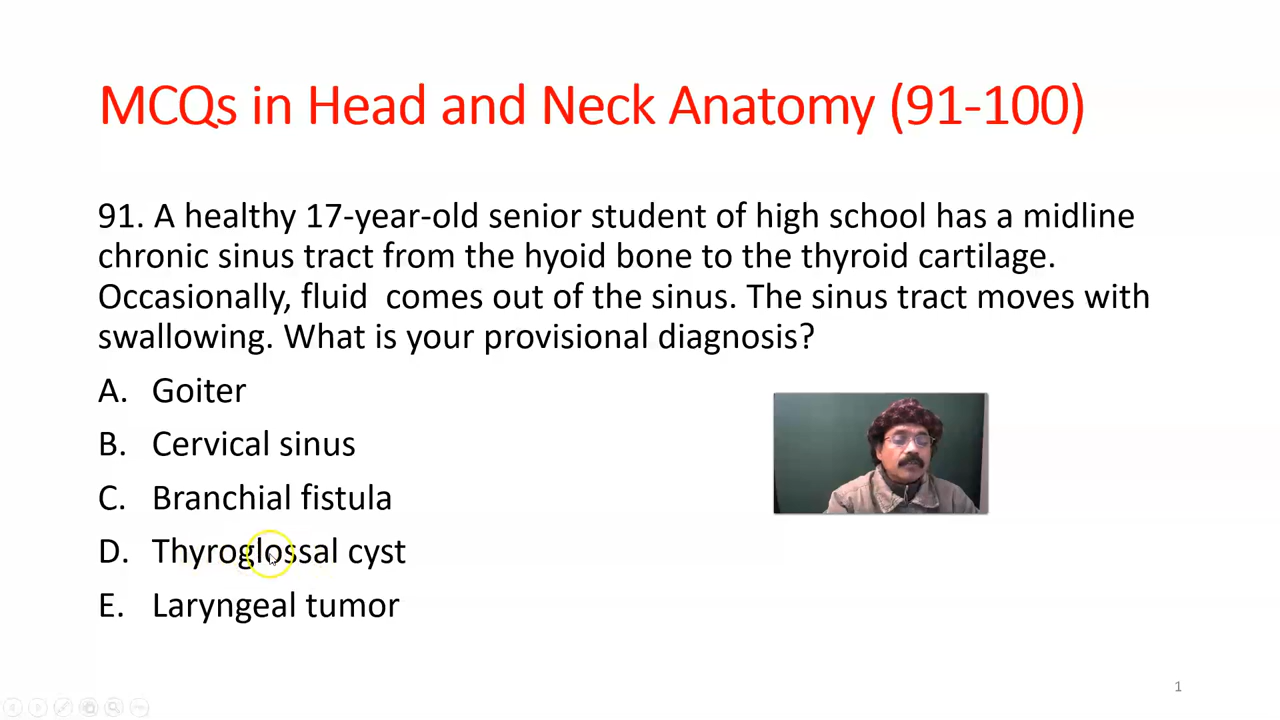 MCQs in Head and Neck Anatomy (91-100)
91. A healthy 17-year-old senior student of high school has a midline
chronic sinus tract from the hyoid bone to the thyroid cartilage.
Occasionally, fluid  comes out of the sinus. The sinus tract moves with
swallowing. What is your provisional diagnosis?
A. Goiter
B. Cervical sinus
C. Branchial fistula
D. Thyroglossal cyst
E. Laryngeal tumor
1